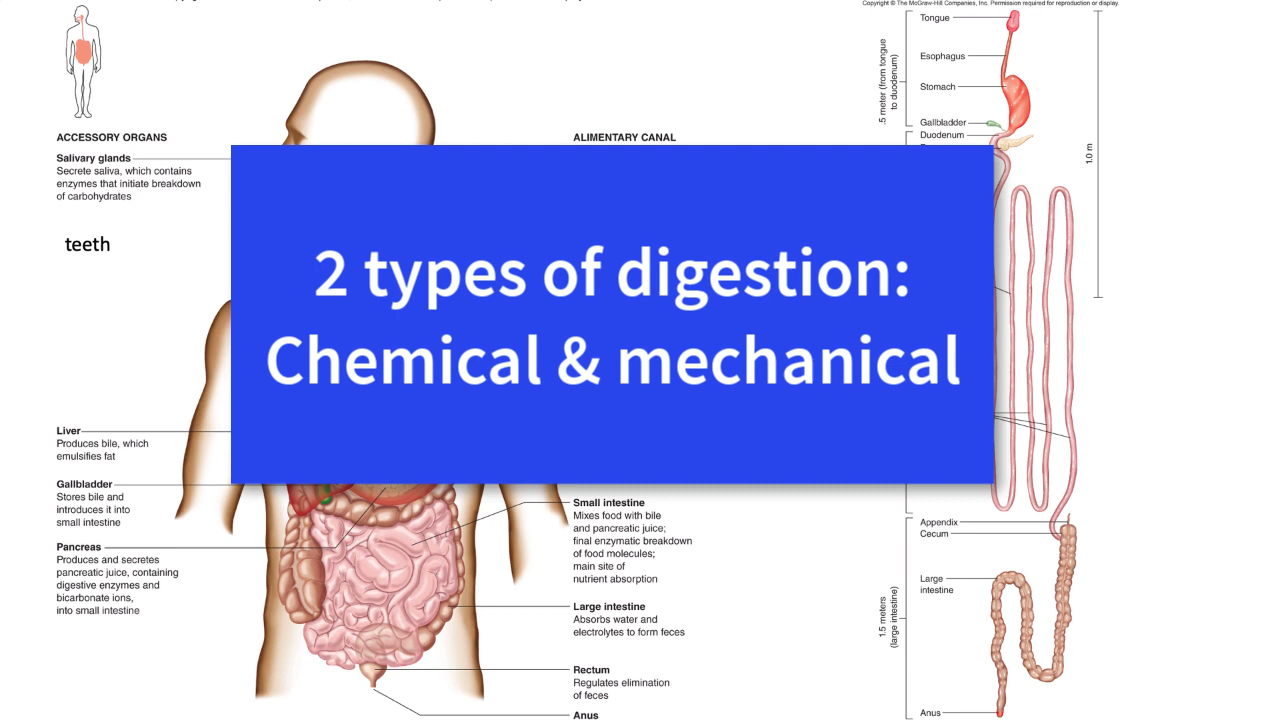 Copyright © The McGraw-Hill Companies, Inc. Permission required for reproduction or display.
ACCESSORY ORGANS
Salivary glands
Secrete saliva, which contains
enzymes that initiate breakdown
of carbohydrates
teeth
Liver
Produces bile, which
emulsifies fat
Gallbladder
Stores bile and
introduces it into
small intestine
Pancreas
Produces and secretes
pancreatic juice, containing
digestive enzymes and
bicarbonate ions,
into small intestine
2 types of digestion:
Chemical & mechanical
ALIMENTARY CANAL
Small intestine
Mixes food with bile
and pancreatic juice;
final enzymatic breakdown
of food molecules;
main site of
nutrient absorption
Large intestine
Absorbs water and
electrolytes to form feces
Rectum
Regulates elimination
of feces
Anus
.5 meter (from tongue
to duodenum)
Tongue
Esophagus
Stomach
Gallbladder
Duodenum
1.0 m
Appendix
Cecum
1.5 meters
(large intestine)
Large
intestine
Anus